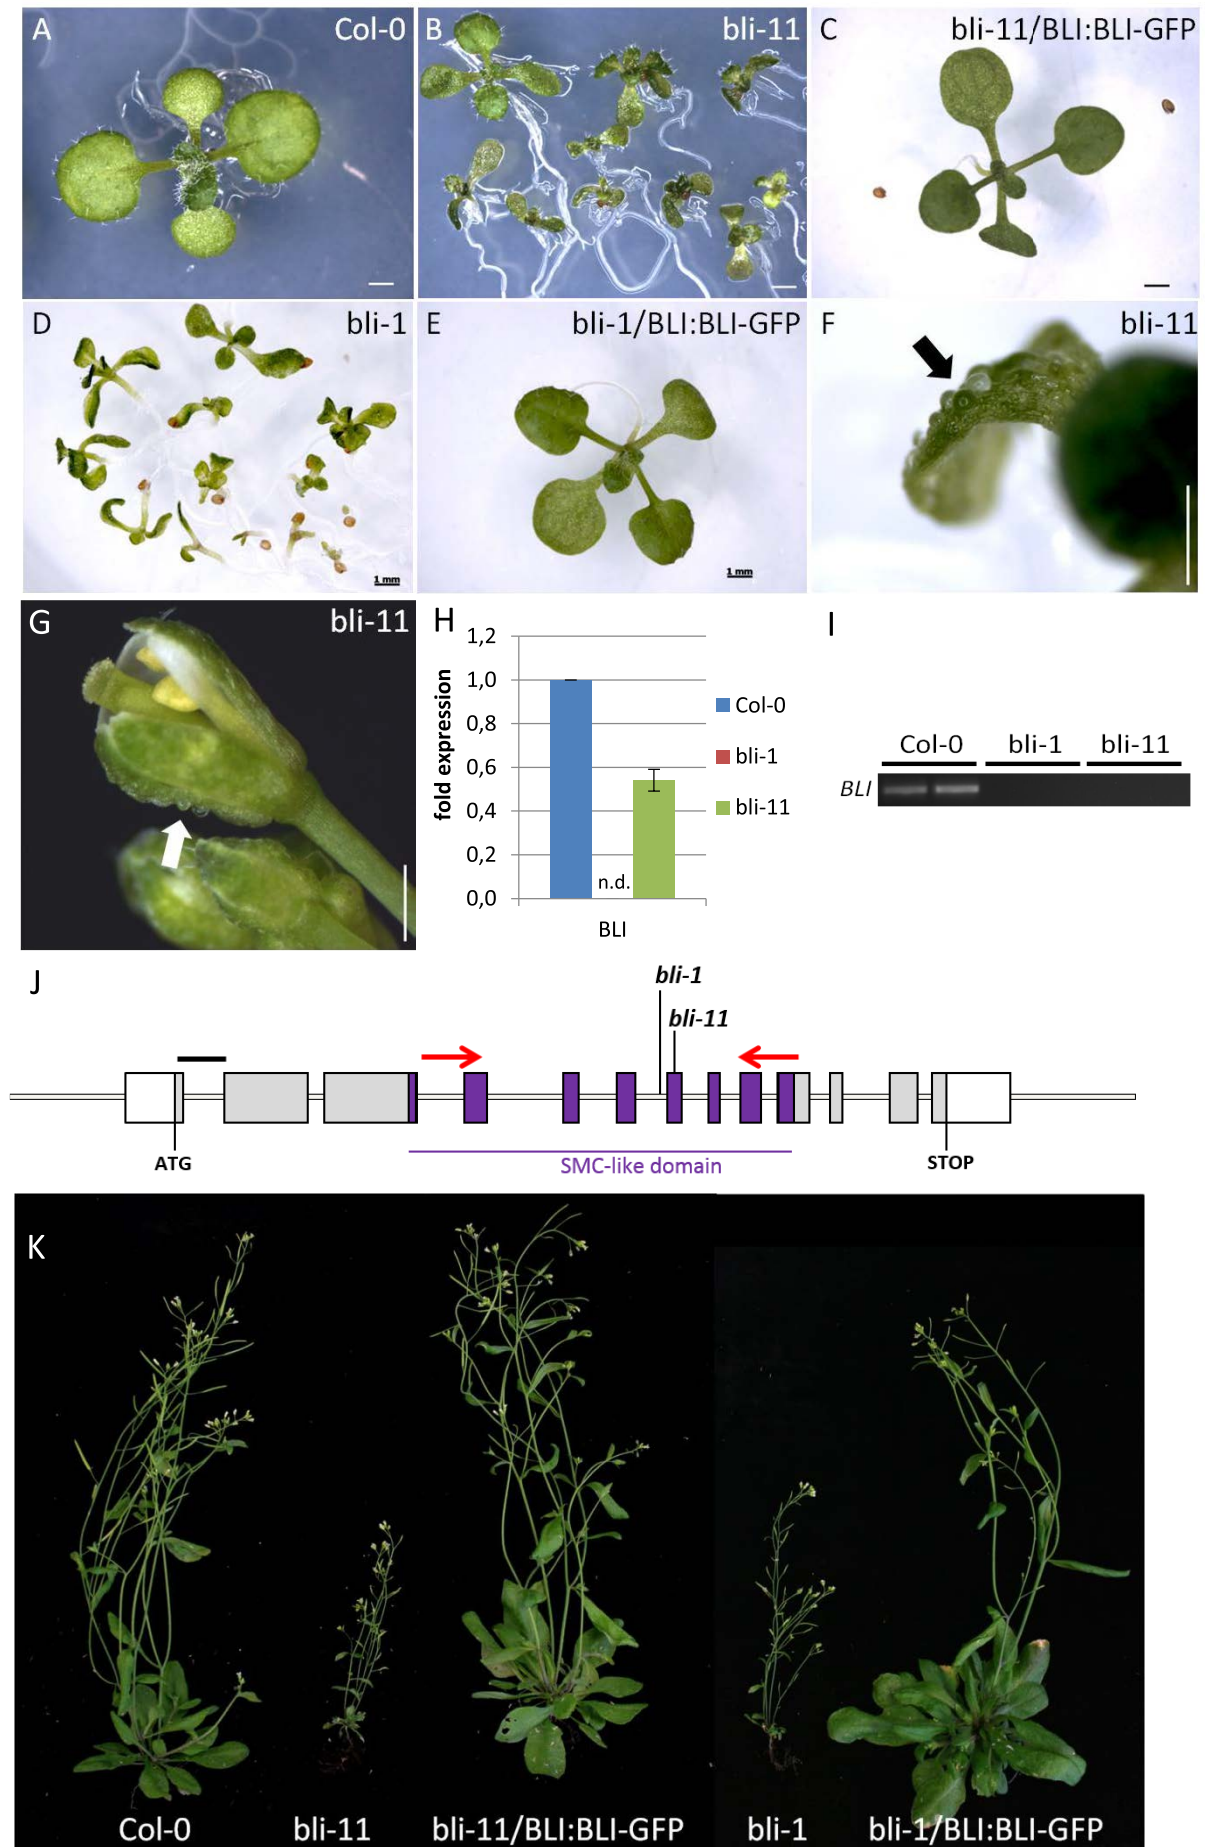 A Col-0
B bli-11
C bli-11/BLI:BLI-GFP
D bli-1
1 mm
E bli-1/BLI:BLI-GFP
1 mm
F bli-11
G bli-11
H
1,2
1,0
0,8
0,6
0,4
0,2
0,0
fold expression
n.d.
BLI
Col-0
bli-1
bli-11
I
Col-0 bli-1 bli-11
BLI
J
bli-1
bli-11
ATG
SMC-like domain
STOP
K
Col-0 bli-11 bli-11/BLI:BLI-GFP bli-1 bli-1/BLI:BLI-GFP